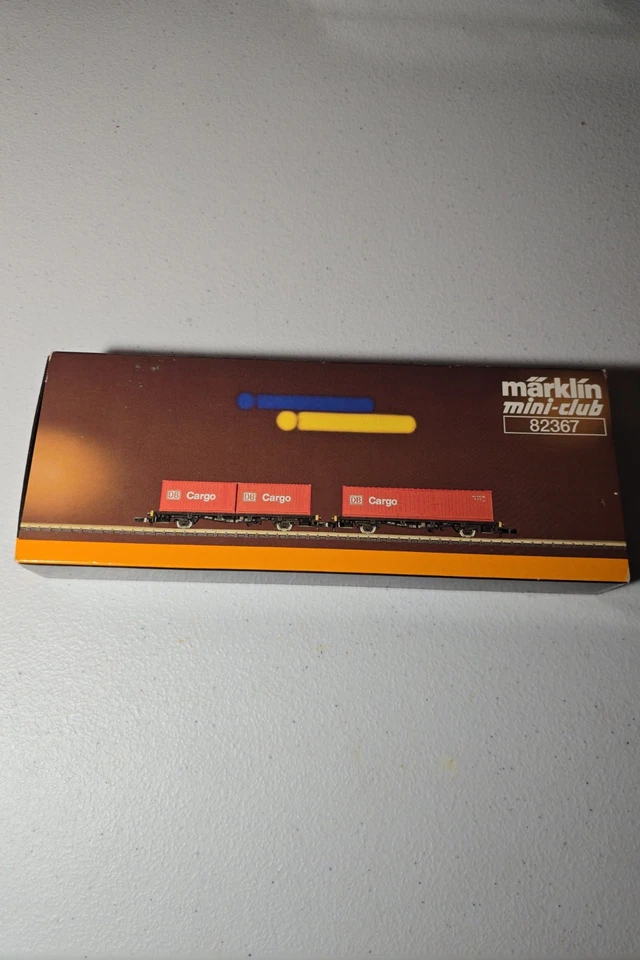 märklin
mini-club
82367
DB Cargo
DB Cargo
DB Cargo